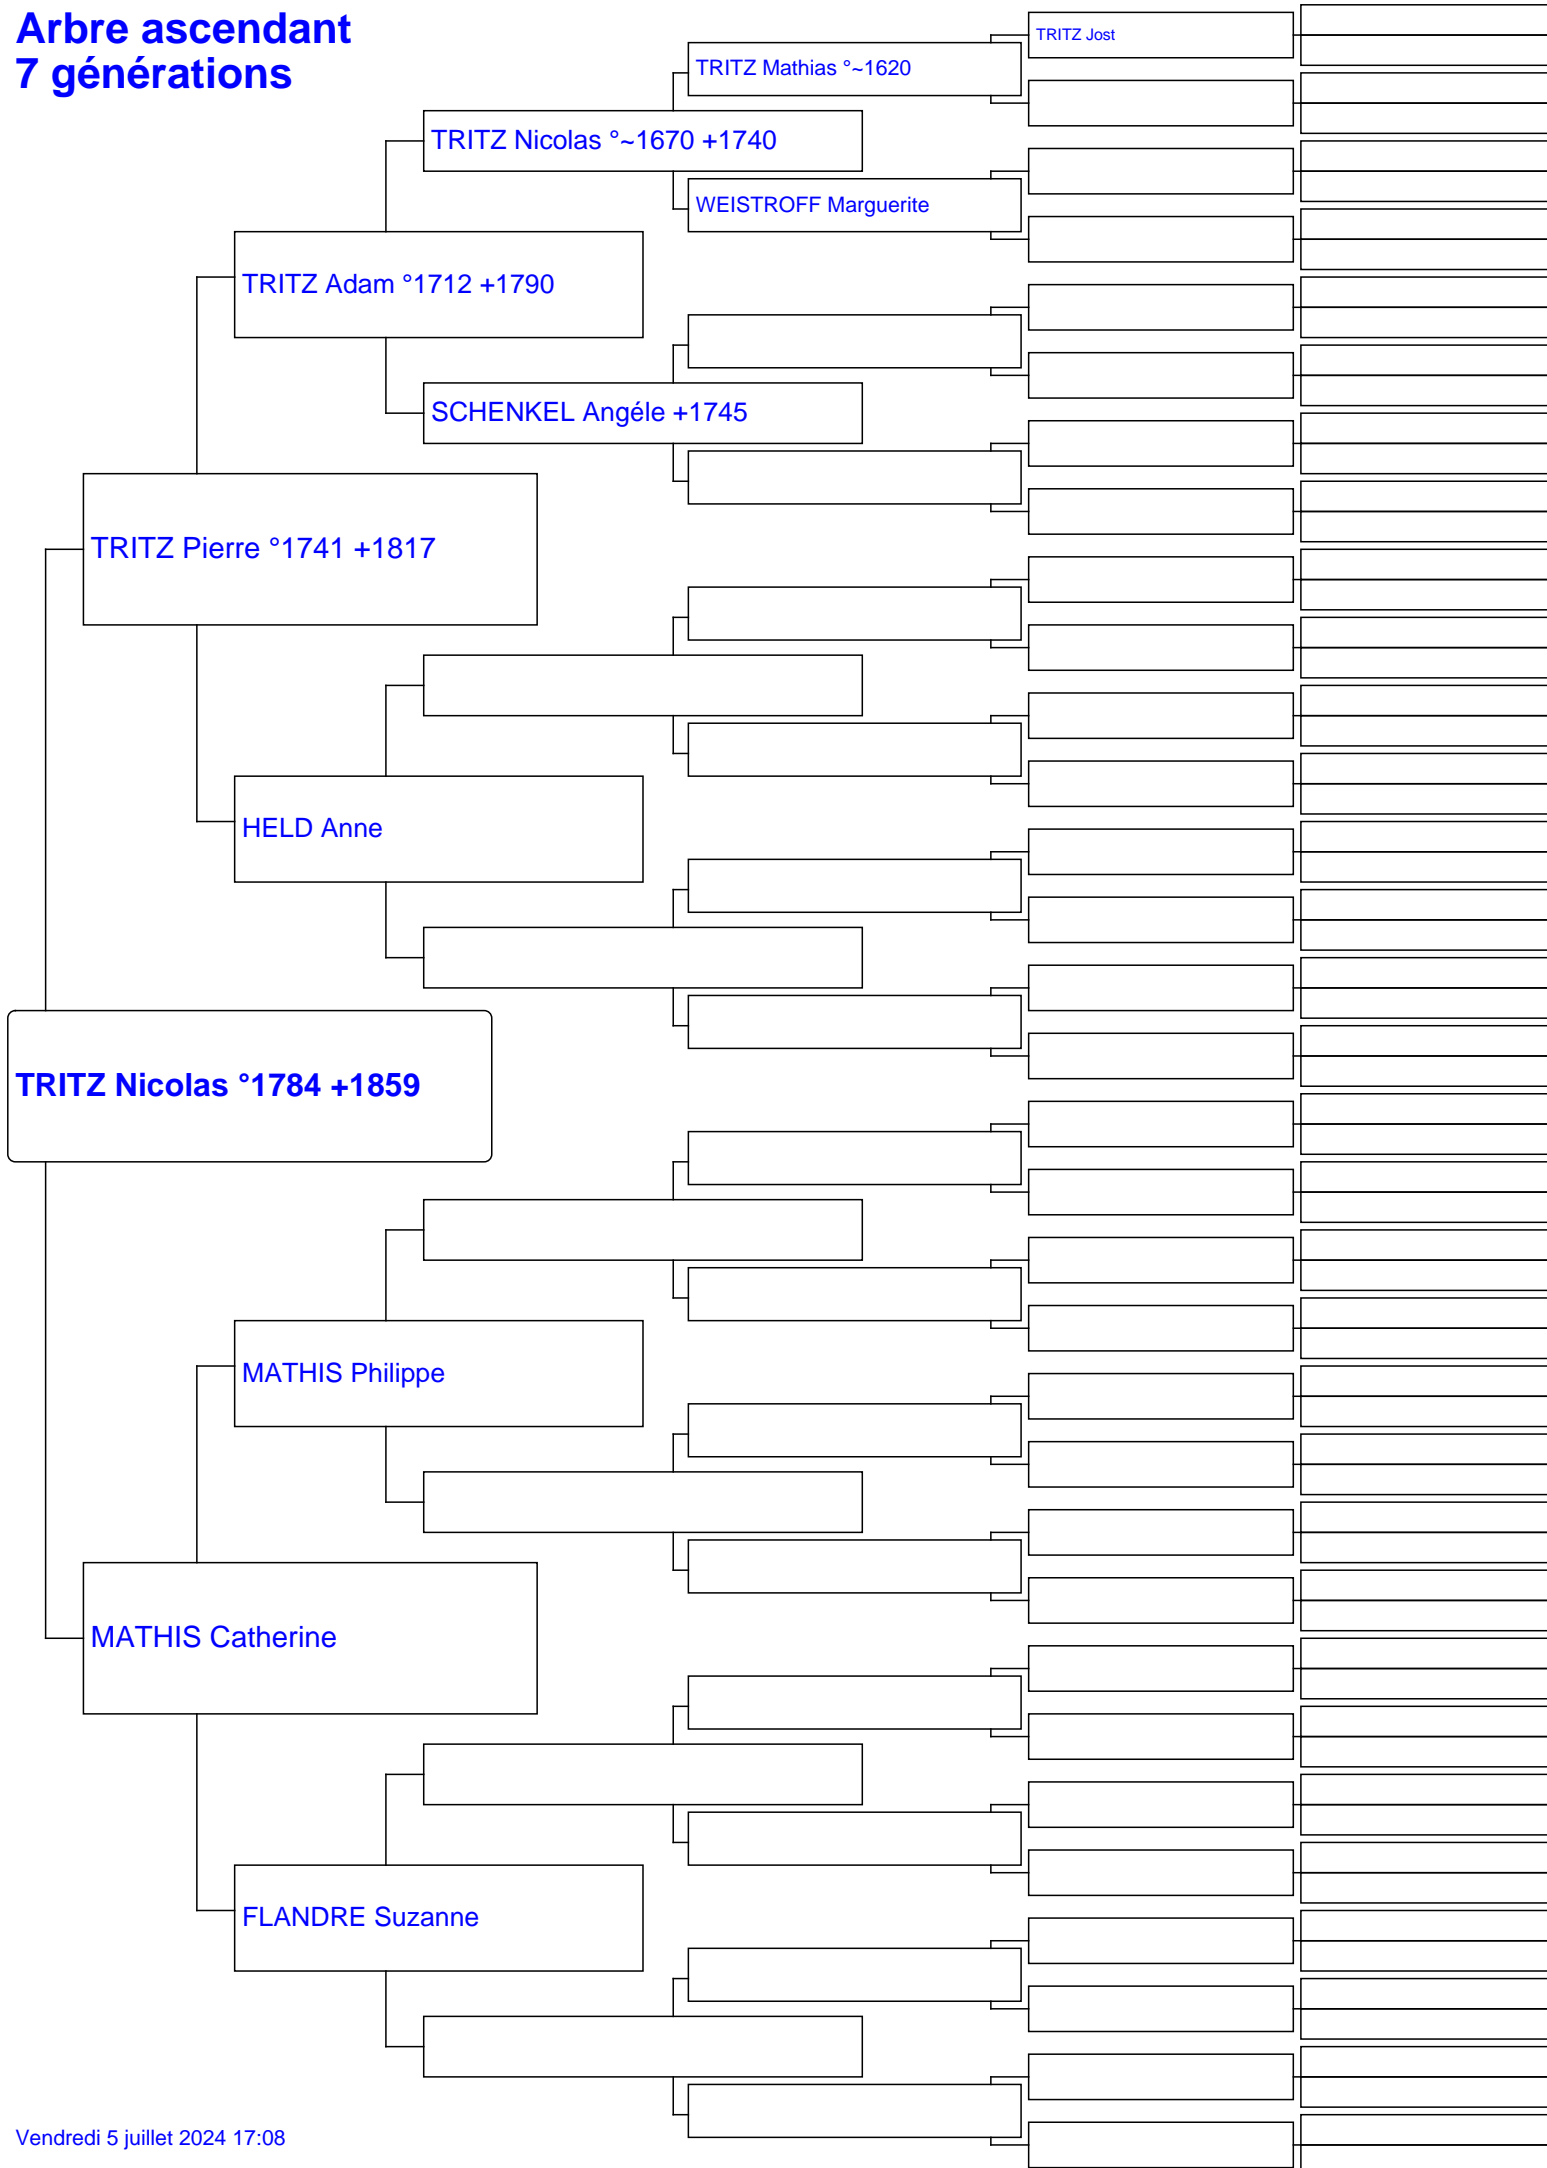 Arbre ascendant
7 générations
TRITZ Jost
TRITZ Mathias °~1620
TRITZ Nicolas °~1670 +1740
WEISTROFF Marguerite
TRITZ Adam °1712 +1790
SCHENKEL Angéle +1745
TRITZ Pierre °1741 +1817
HELD Anne
TRITZ Nicolas °1784 +1859
MATHIS Philippe
MATHIS Catherine
FLANDRE Suzanne
Vendredi 5 juillet 2024 17:08